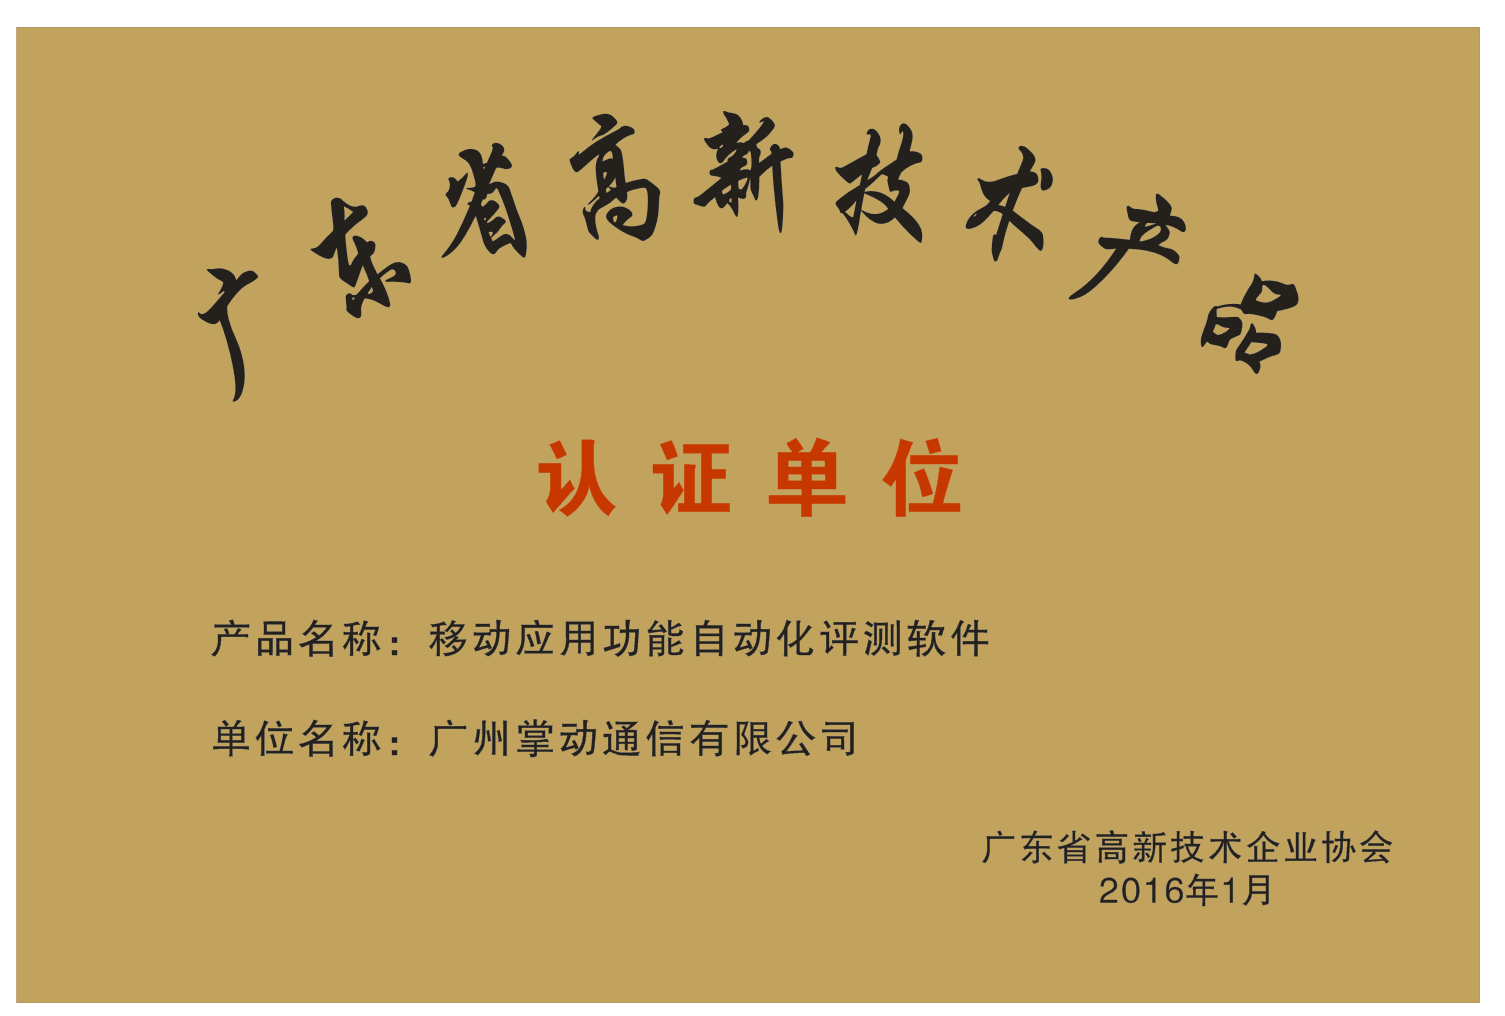 广东省高新技术产品
认证单位
产品名称：移动应用功能自动化评测软件
单位名称：广州掌动通信有限公司
广东省高新技术企业协会
2016年1月